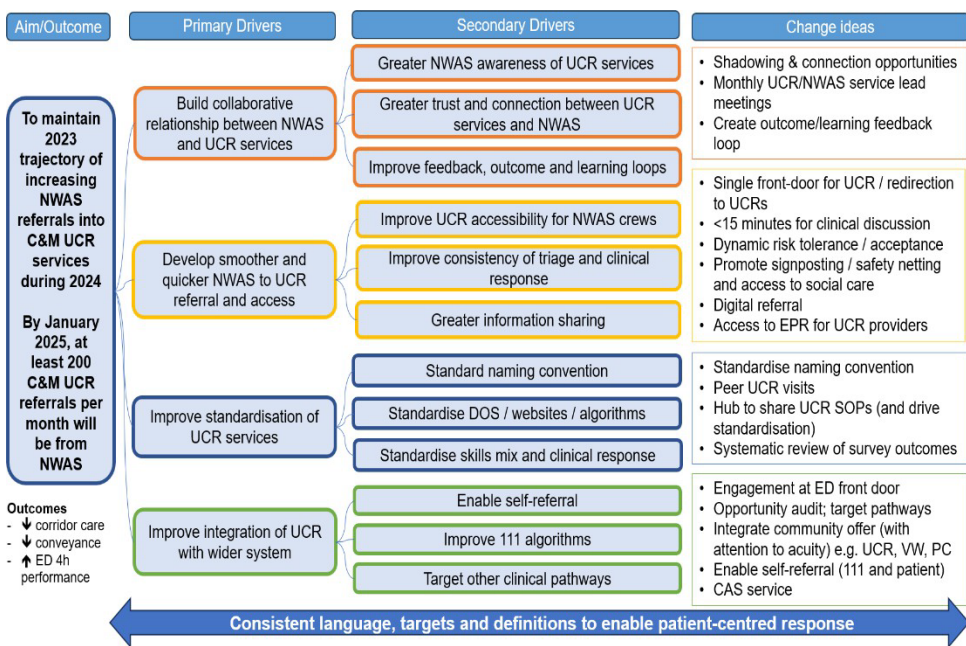 Aim/Outcome
Primary Drivers
Secondary Drivers
Change ideas
To maintain
2023
trajectory of
increasing
NWAS
referrals into
C&M UCR
services
during 2024
By January
2025, at
least 200
C&M UCR
referrals per
month will
be from
NWAS
Outcomes
- ↓ corridor care
- ↓ conveyance
- ↑ ED 4h
performance
Build collaborative
relationship between NWAS
and UCR services
Greater NWAS awareness of UCR services
Greater trust and connection between UCR
services and NWAS
Improve feedback, outcome and learning loops
• Shadowing & connection opportunities
• Monthly UCR/NWAS service lead
meetings
• Create outcome/learning feedback
loop
Develop smoother and
quicker NWAS to UCR
referral and access
Improve UCR accessibility for NWAS crews
Improve consistency of triage and clinical
response
Greater information sharing
• Single front-door for UCR / redirection
to UCRs
• <15 minutes for clinical discussion
• Dynamic risk tolerance / acceptance
• Promote signposting / safety netting
and access to social care
• Digital referral
• Access to EPR for UCR providers
Improve standardisation of
UCR services
Standard naming convention
Standardise DOS / websites / algorithms
Standardise skills mix and clinical response
• Standardise naming convention
• Peer UCR visits
• Hub to share UCR SOPs (and drive
standardisation)
• Systematic review of survey outcomes
Improve integration of UCR
with wider system
Enable self-referral
Improve 111 algorithms
Target other clinical pathways
• Engagement at ED front door
• Opportunity audit; target pathways
• Integrate community offer (with
attention to acuity) e.g. UCR, VW, PC
• Enable self-referral (111 and patient)
• CAS service
Consistent language, targets and definitions to enable patient-centred response